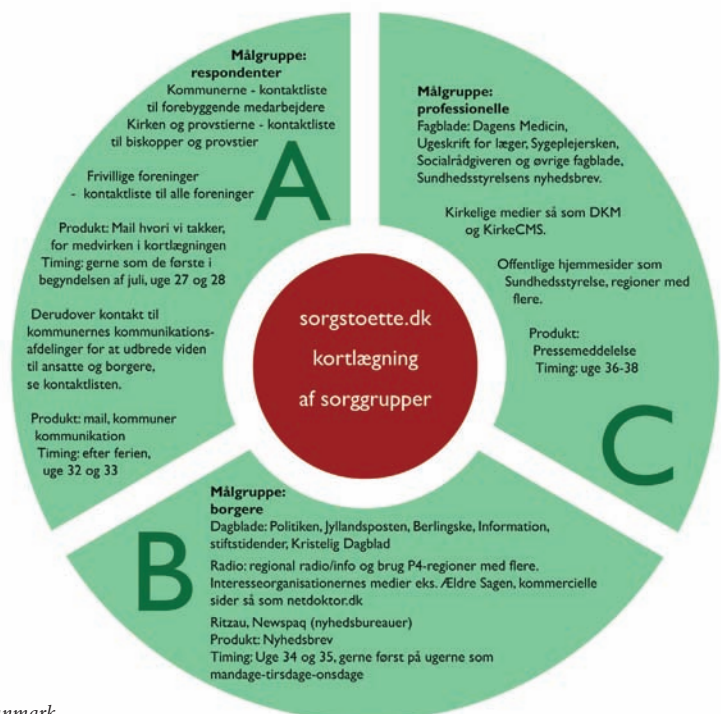 Målgruppe:
respondenter
Kommunerne - kontaktliste
til forebyggende medarbejdere
Kirken og provstierne - kontaktliste
til biskopper og provstier
Frivillige foreninger
- kontaktliste til alle foreninger
A
Produkt: Mail hvori vi takker,
for medvirken i kortlægningen
Timing: gerne som de første i
begyndelsen af juli, uge 27 og 28
Derudover kontakt til
kommunernes kommunikations-
afdelinger for at udbrede viden
til ansatte og borgere,
se kontaktlisten.
Produkt: mail, kommuner
kommunikation
Timing: efter ferien,
uge 32 og 33
sorgstoette.dk
kortlægning
af sorggrupper
Målgruppe:
professionelle
Fagblade: Dagens Medicin,
Ugeskrift for læger, Sygeplejersken,
Socialrådgiveren og øvrige fagblade,
Sundhedsstyrelsens nyhedsbrev.
Kirkelige medier så som DKM
og KirkeCMS.
Offentlige hjemmesider som
Sundhedsstyrelse, regioner med
flere.
Produkt:
Pressemeddelelse
Timing: uge 36-38
C
Målgruppe:
borgere
Dagblade: Politiken, Jyllandsposten, Berlingske, Information,
stiftstidender, Kristelig Dagblad
B
Radio: regional radio/info og brug P4-regioner med flere.
Interesseorganisationernes medier eks. Ældre Sagen, kommercielle
sider så som netdoktor.dk
Ritzau, Newspaq (nyhedsbureauer)
Produkt: Nyhedsbrev
Timing: Uge 34 og 35, gerne først på ugerne som
mandage-tirsdage-onsdage